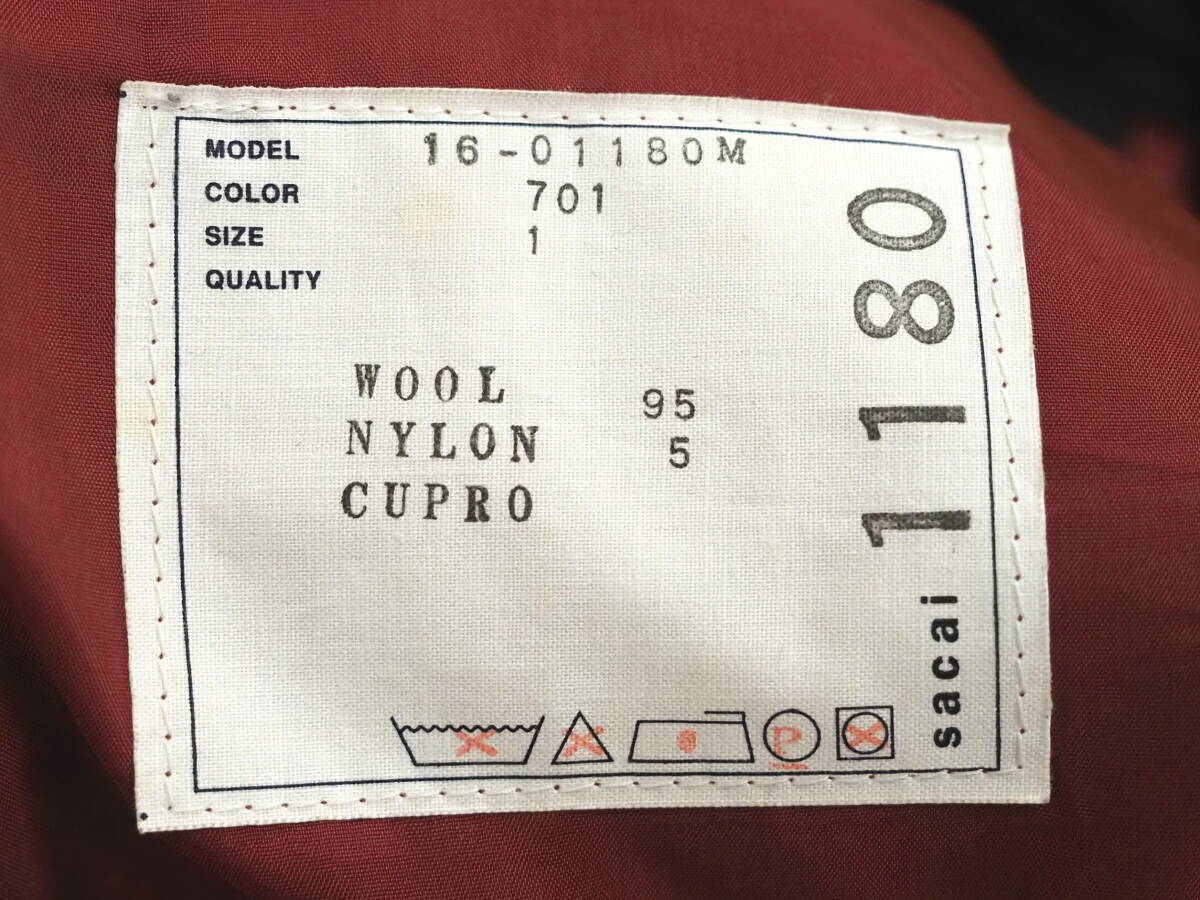 MODEL 16-01180M
COLOR 701
SIZE 1
QUALITY
WOOL 95
NYLON 5
CUPRO
P
sacai 1180